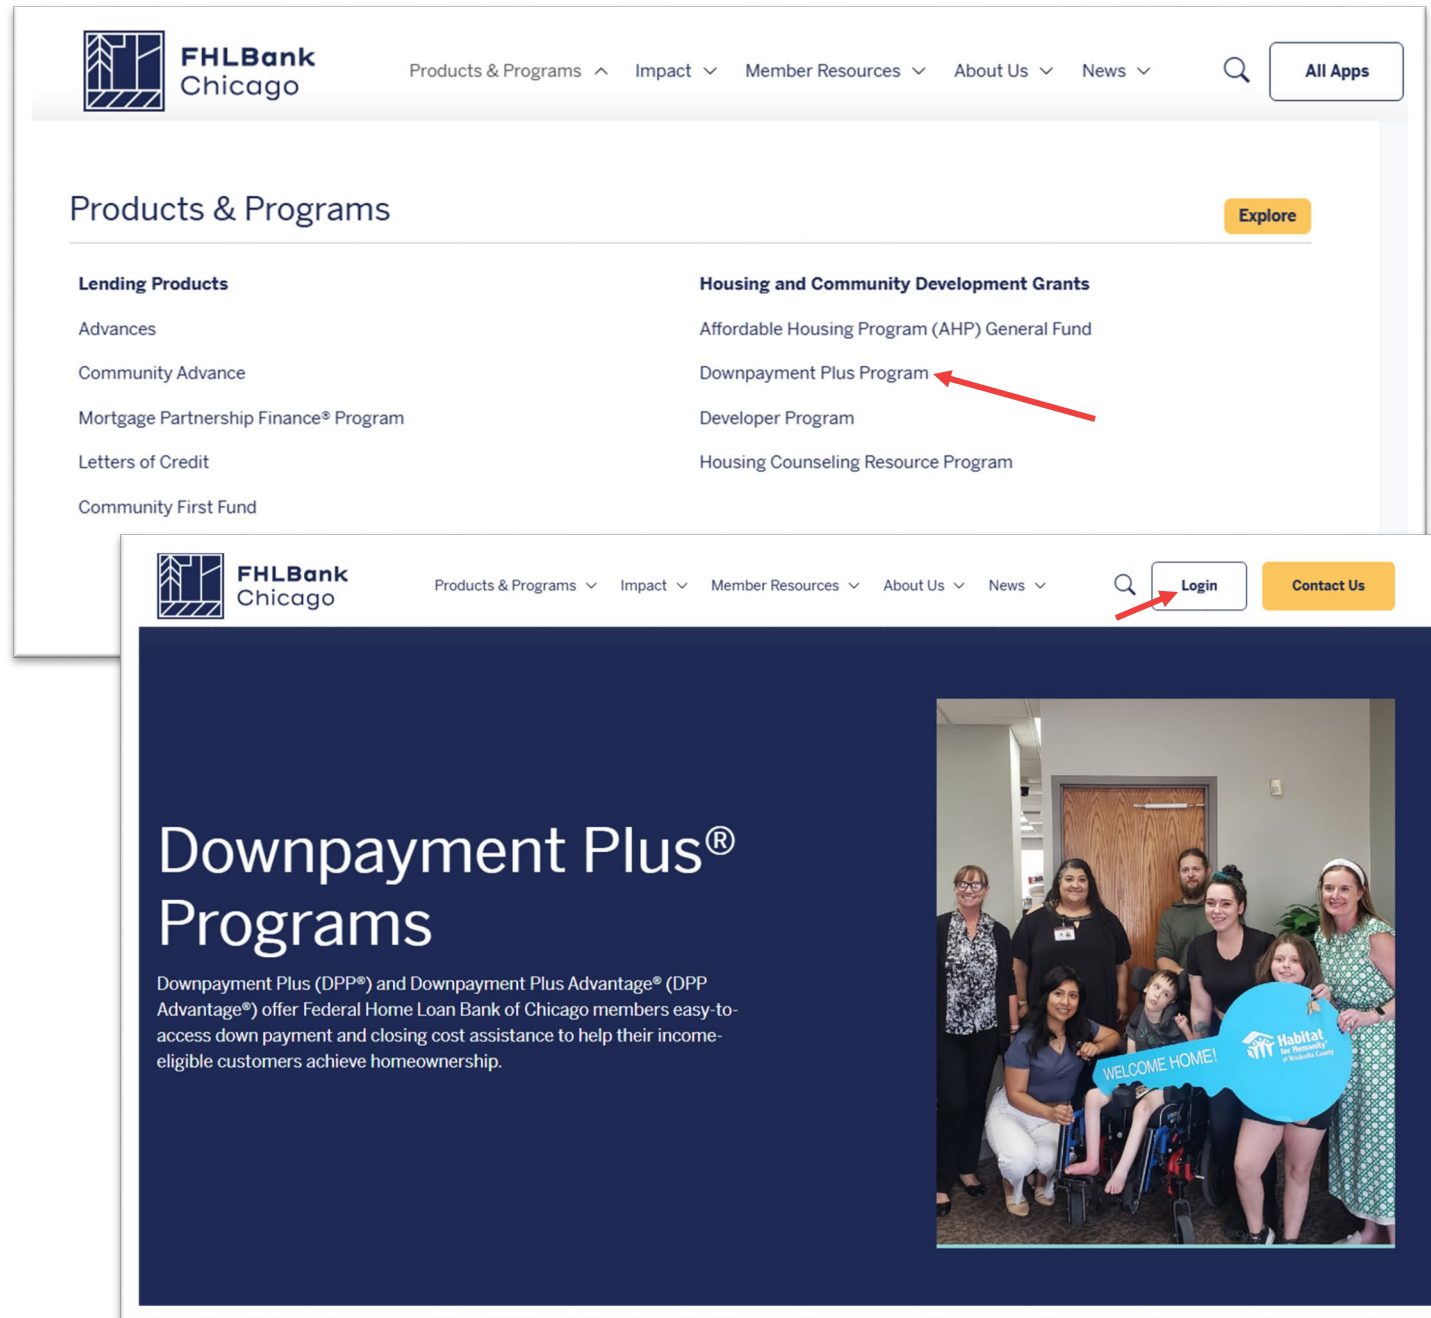 FHLBank
Chicago
Products & Programs
Impact
Member Resources
About Us
News
All Apps
Products & Programs
Explore
Lending Products
Advances
Community Advance
Mortgage Partnership Finance® Program
Letters of Credit
Community First Fund
Housing and Community Development Grants
Affordable Housing Program (AHP) General Fund
Downpayment Plus Program
Developer Program
Housing Counseling Resource Program
FHLBank
Chicago
Products & Programs
Impact
Member Resources
About Us
News
Login
Contact Us
Downpayment Plus®
Programs
Downpayment Plus (DPP®) and Downpayment Plus Advantage® (DPP
Advantage®) offer Federal Home Loan Bank of Chicago members easy-to-
access down payment and closing cost assistance to help their income-
eligible customers achieve homeownership.
WELCOME HOME!
Habitat
for Humanity®
of Waukesha County